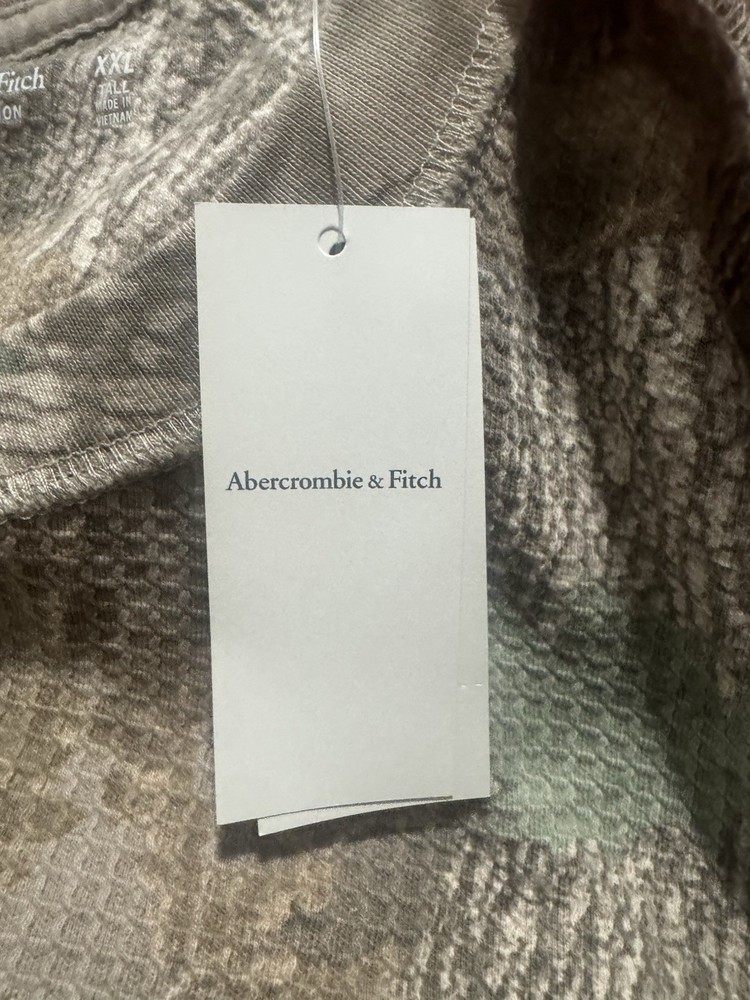 Fitch
XXL
TALL
ON
MADE IN
VIETNAM
Abercrombie & Fitch